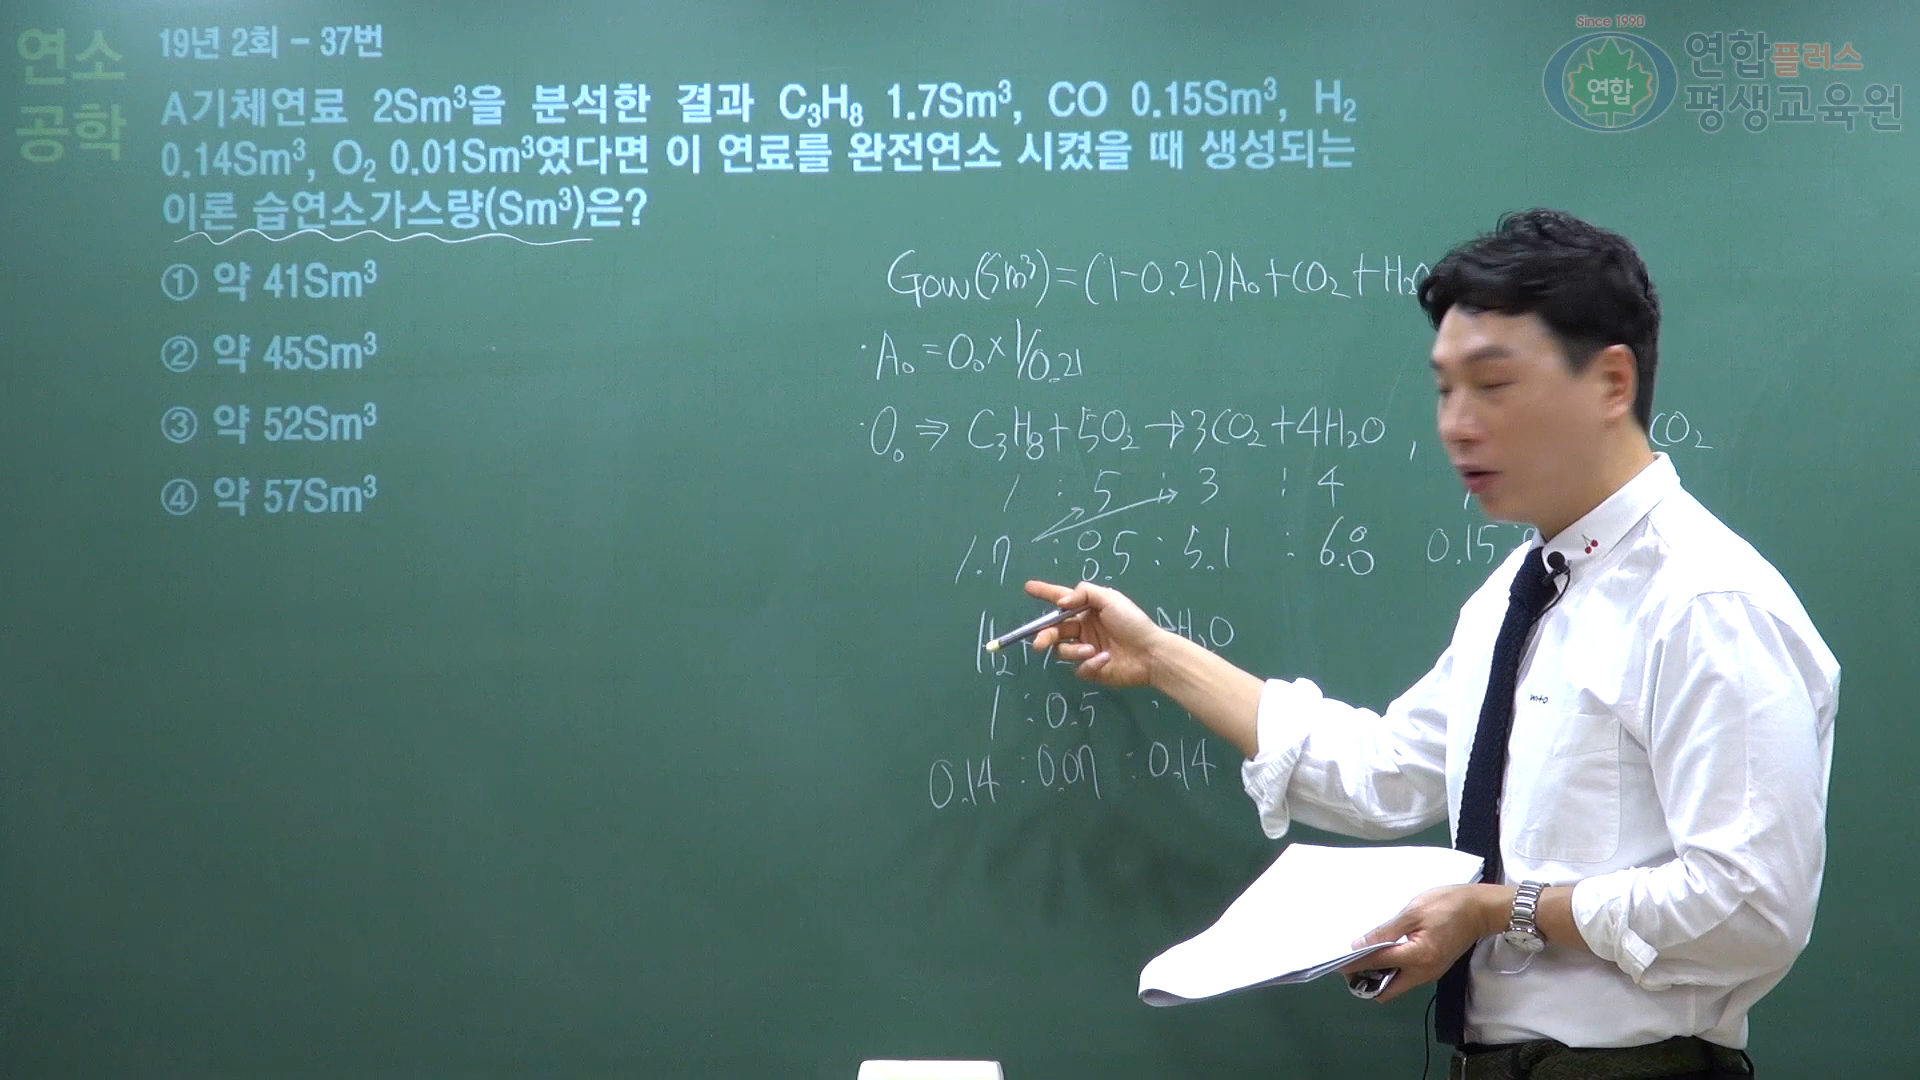 연소
공학
19년 2회 - 37번
A기체연료 2Sm³을 분석한 결과 C₃H₈ 1.7Sm³, CO 0.15Sm³, H₂
0.14Sm³, O₂ 0.01Sm³였다면 이 연료를 완전연소 시켰을 때 생성되는
이론 습연소가스량(Sm³)은?
① 약 41Sm³
② 약 45Sm³
③ 약 52Sm³
④ 약 57Sm³
Since 1990
연합
연합플러스
평생교육원
Gow(Sm³)=(1-0.21)A₀+CO₂+H₂O
·A₀=O₀×1/0.21
·O₀⇒C₃H₈+5O₂→3CO₂+4H₂O, CO₂
1 : 5 : 3 : 4
1.7 : 8.5 : 5.1 : 6.8 0.15
H₂+ H₂O
1 : 0.5 :
0.14 : 0.07 : 0.14
m+o